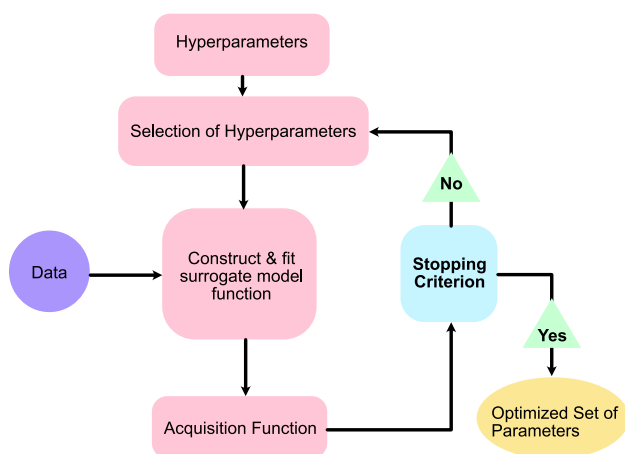 Hyperparameters
Selection of Hyperparameters
No
Data
Construct & fit
surrogate model
function
Stopping
Criterion
Yes
Acquisition Function
Optimized Set of
Parameters